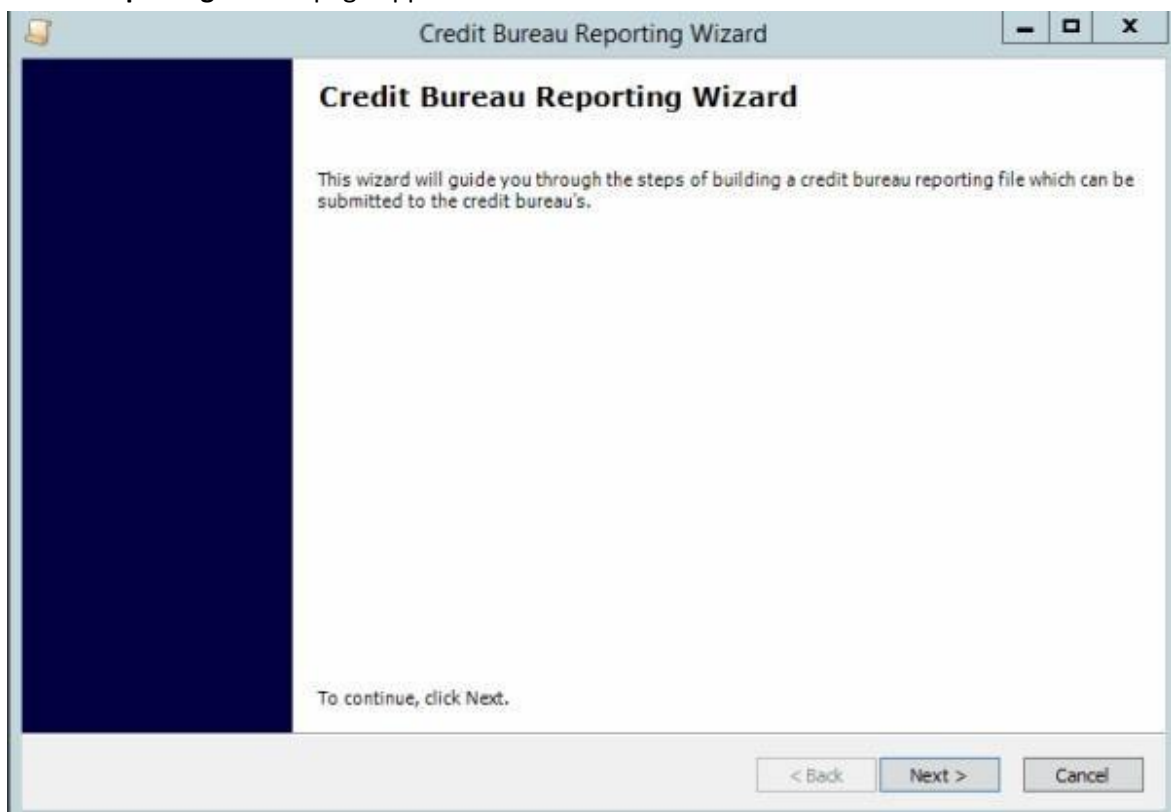 Credit Bureau Reporting Wizard
Credit Bureau Reporting Wizard
This wizard will guide you through the steps of building a credit bureau reporting file which can be
submitted to the credit bureau's.
To continue, click Next.
< Back Next > Cancel